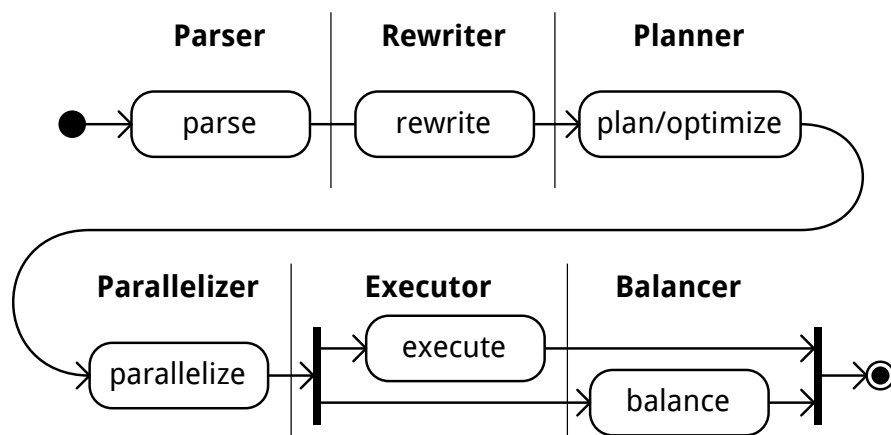 Parser Rewriter Planner
parse rewrite plan/optimize
Parallelizer Executor Balancer
execute
parallelize
balance